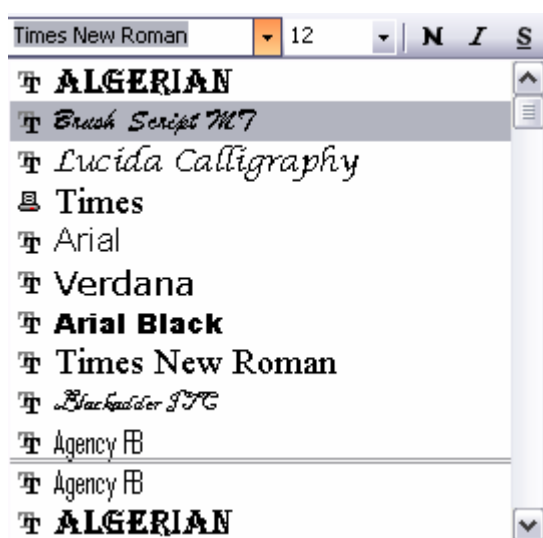 Times New Roman 12 N I S
ALGERIAN
Brush Script MT
Lucida Calligraphy
Times
Arial
Verdana
Arial Black
Times New Roman
Blackadder ITC
Agency FB
Agency FB
ALGERIAN